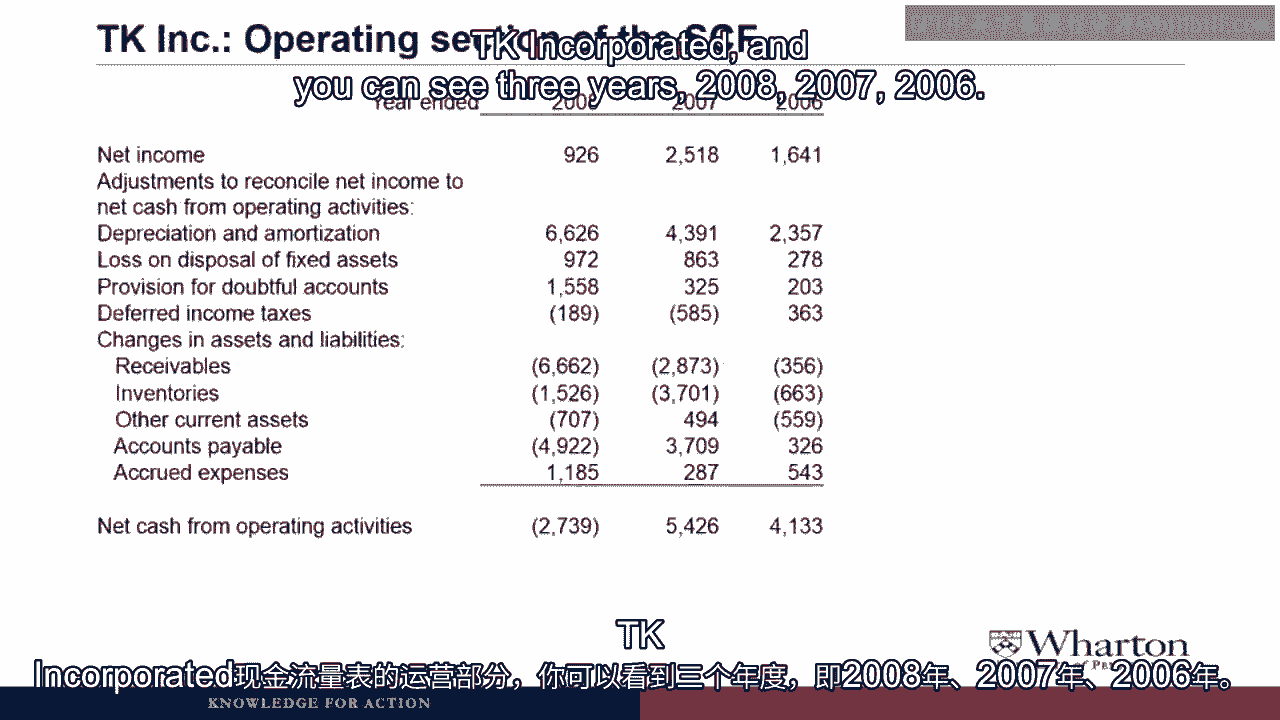 TK Inc.: Operating section of the SCF
TK Incorporated, and
you can see three years, 2008, 2007, 2006.
Year ended 2008 2007 2006
Net income 926 2,518 1,641
Adjustments to reconcile net income to
net cash from operating activities:
Depreciation and amortization 6,626 4,391 2,357
Loss on disposal of fixed assets 972 863 278
Provision for doubtful accounts 1,558 325 203
Deferred income taxes (189) (585) 363
Changes in assets and liabilities:
Receivables (6,662) (2,873) (356)
Inventories (1,526) (3,701) (663)
Other current assets (707) 494 (559)
Accounts payable (4,922) 3,709 326
Accrued expenses 1,185 287 543
Net cash from operating activities (2,739) 5,426 4,133
Wharton
TK
Incorporated现金流量表的运营部分，你可以看到三个年度，即2008年、2007年、2006年。
KNOWLEDGE FOR ACTION